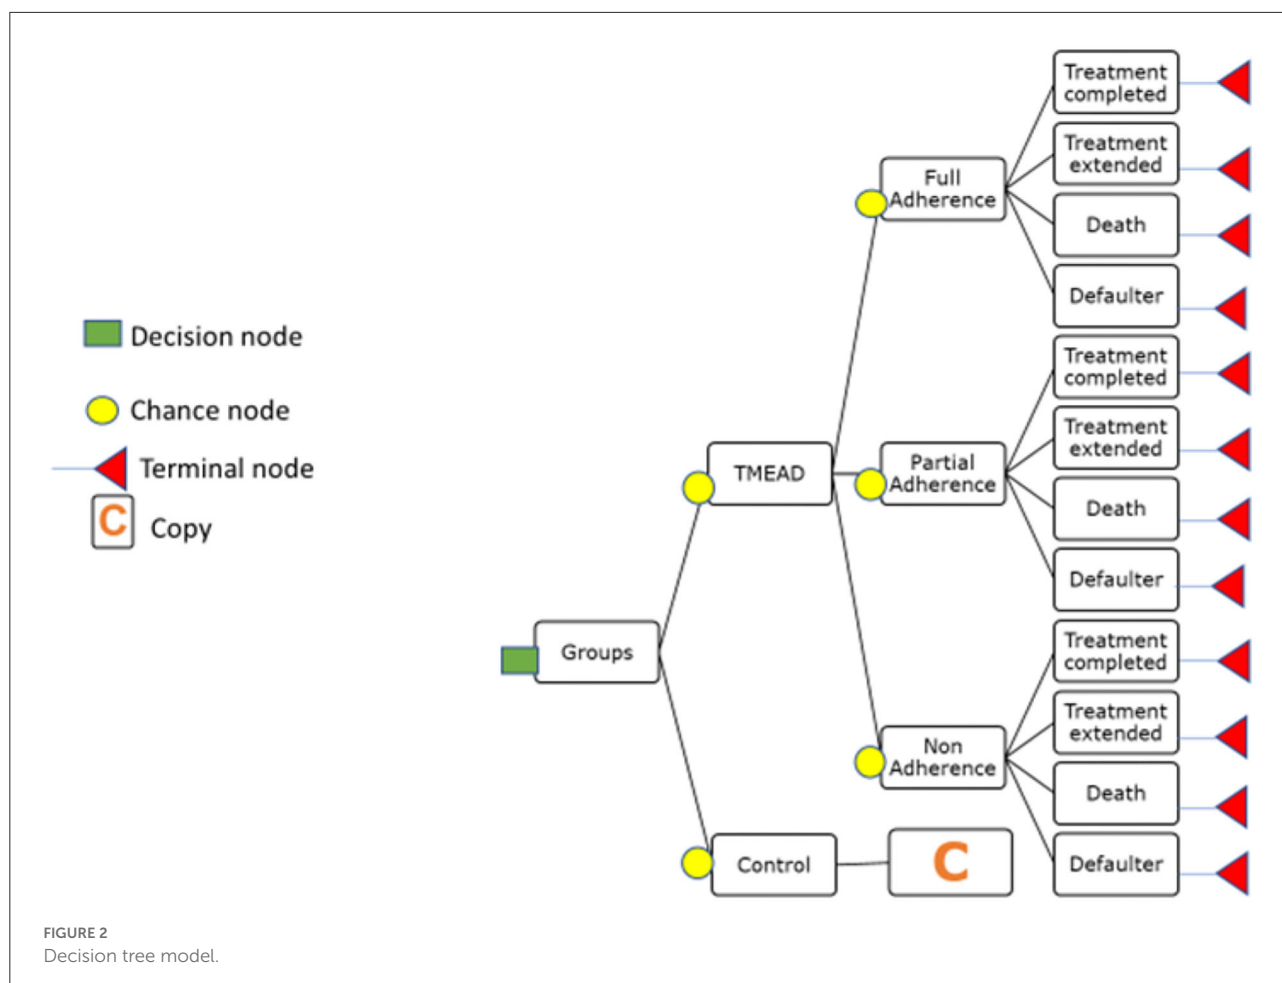 Treatment
completed
Treatment
extended
Full
Adherence
Death
Defaulter
Decision node
Chance node
Terminal node
C Copy
Treatment
completed
Treatment
extended
TMEAD
Partial
Adherence
Death
Defaulter
Groups
Treatment
completed
Treatment
extended
Non
Adherence
Death
Defaulter
Control
C
FIGURE 2
Decision tree model.